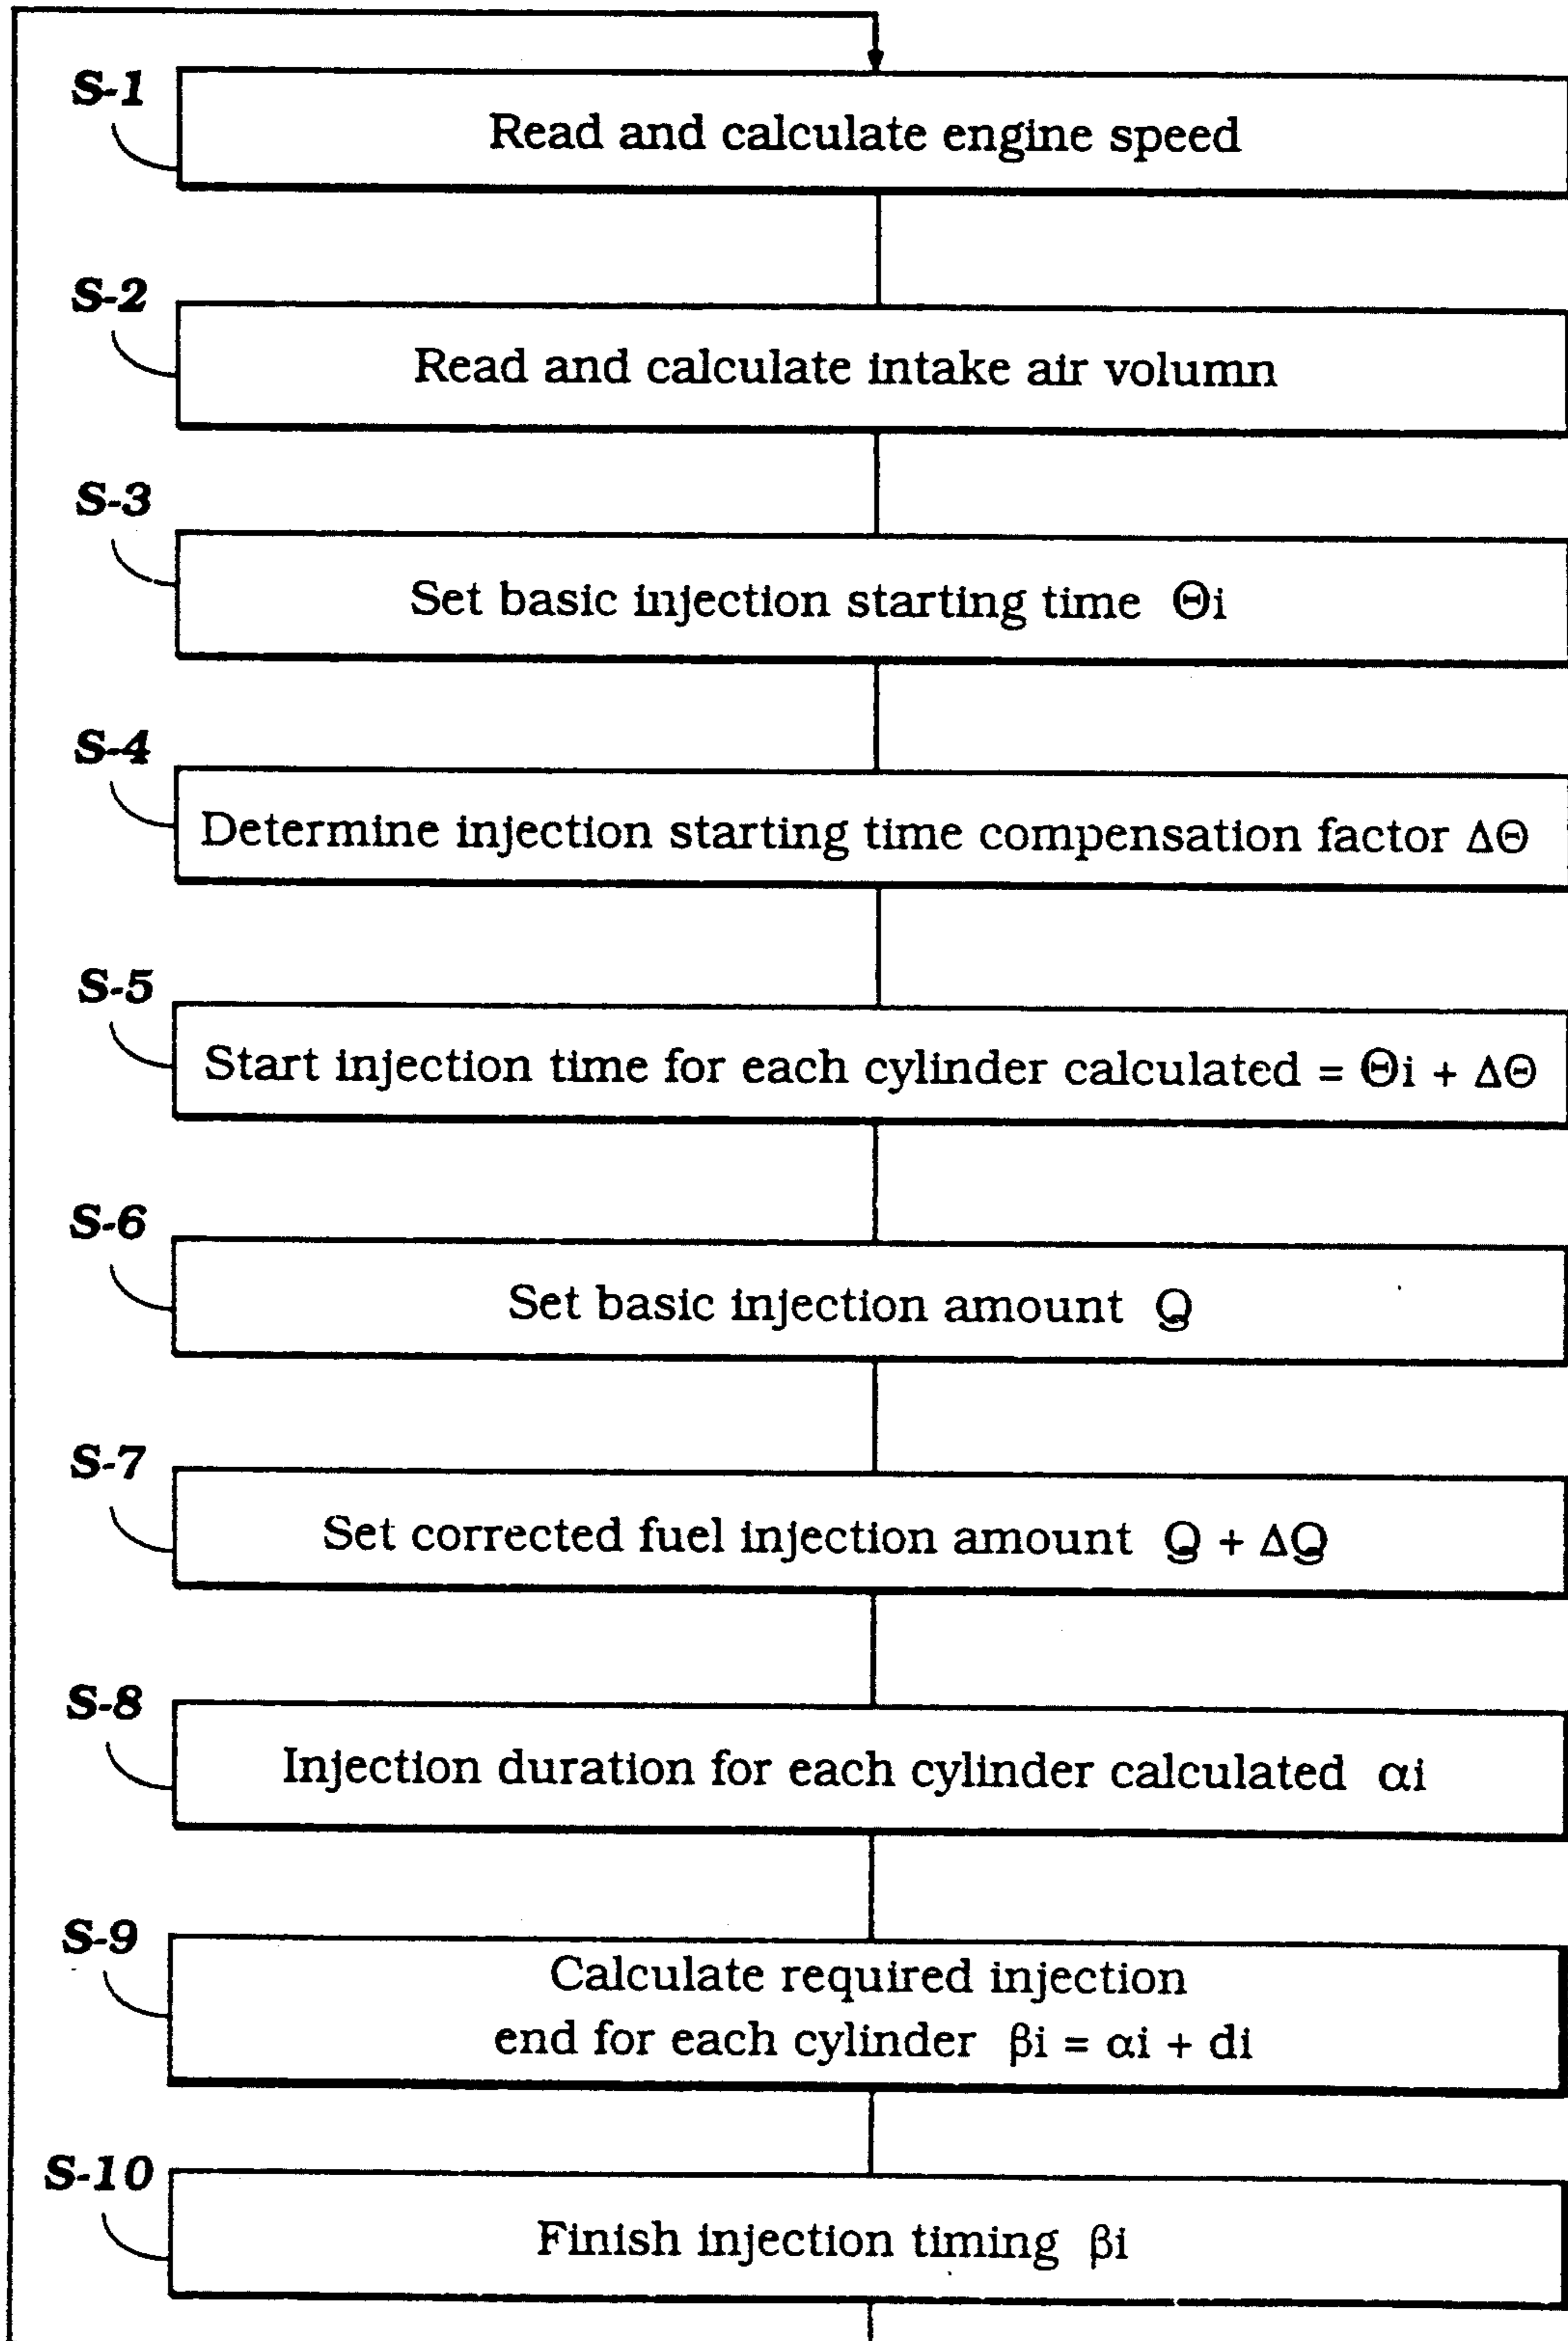 S-1
Read and calculate engine speed
S-2
Read and calculate intake air volumn
S-3
Set basic injection starting time Θi
S-4
Determine injection starting time compensation factor ΔΘ
S-5
Start injection time for each cylinder calculated = Θi + ΔΘ
S-6
Set basic injection amount Q
S-7
Set corrected fuel injection amount Q + ΔQ
S-8
Injection duration for each cylinder calculated αi
S-9
Calculate required injection
end for each cylinder βi = αi + di
S-10
Finish injection timing βi